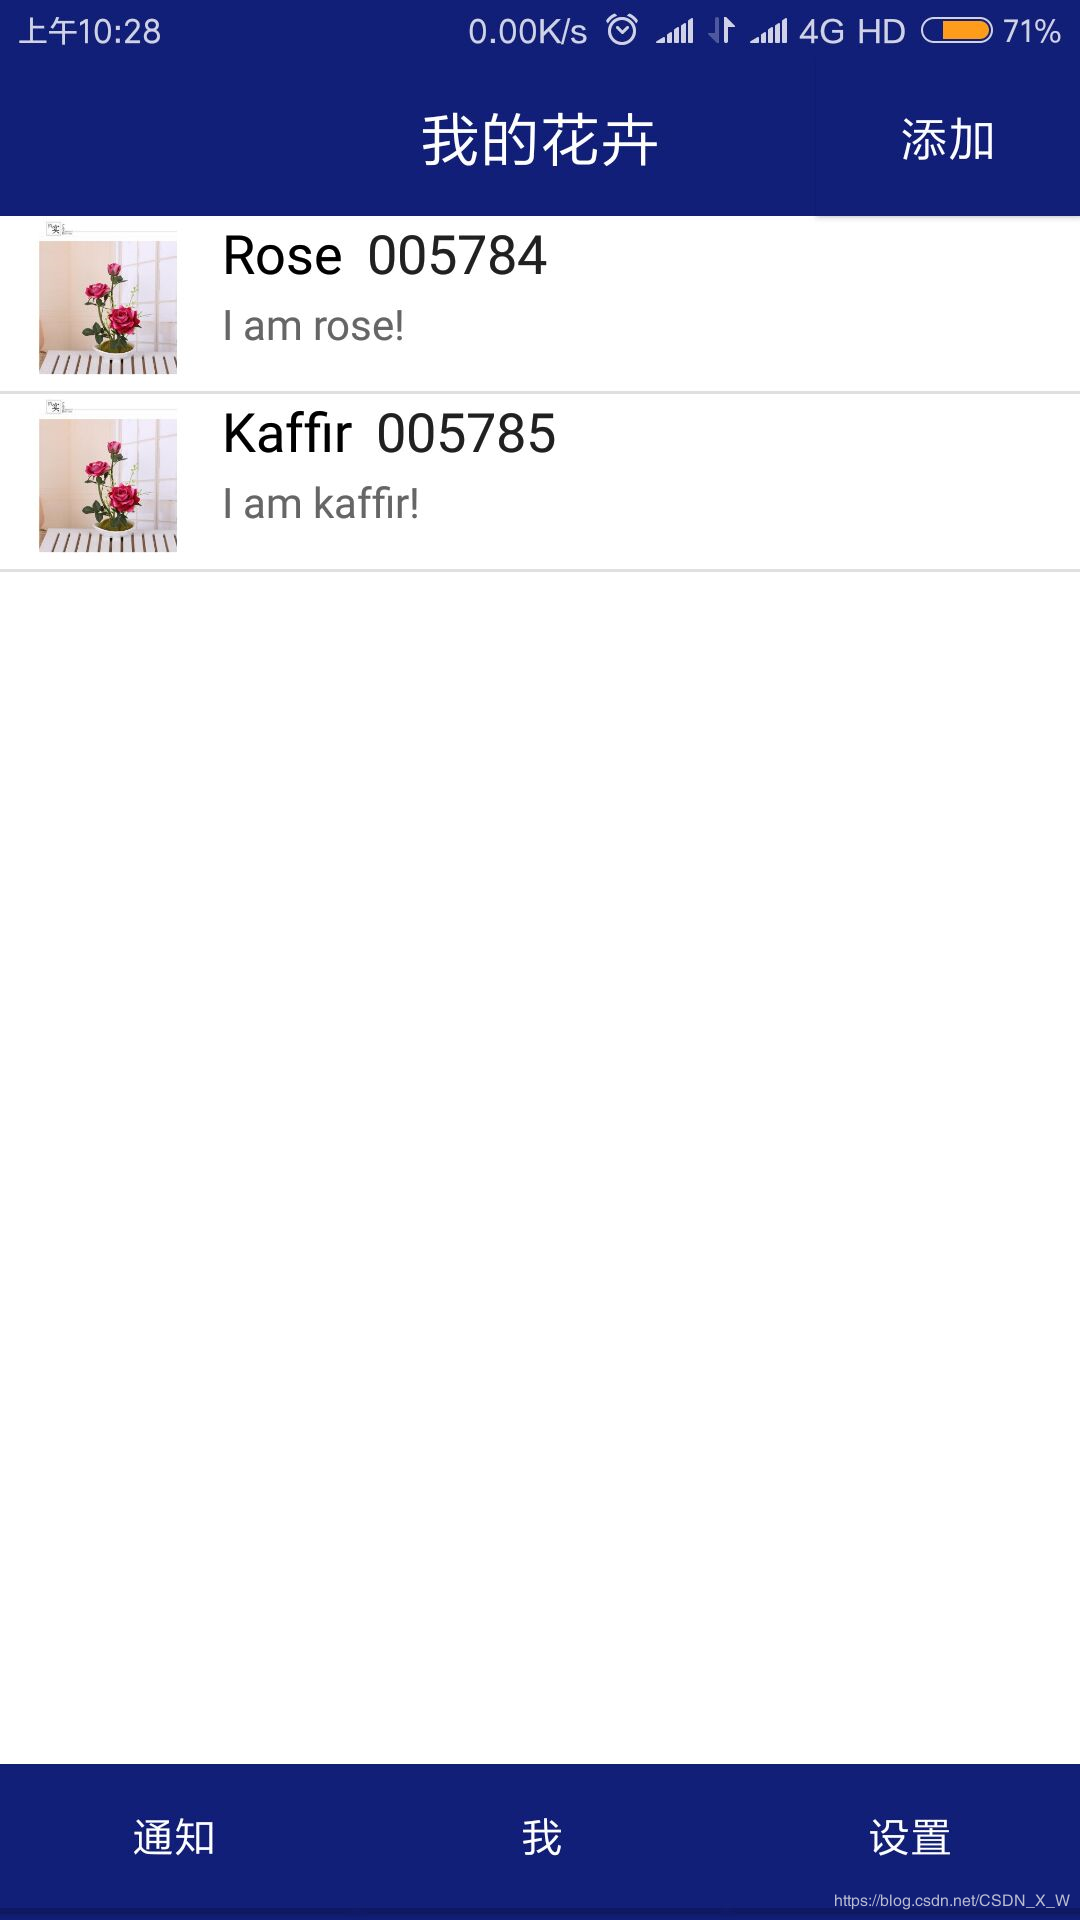 上午10:28 0.00K/s 4G HD 71%
我的花卉 添加
Rose 005784
I am rose!
Kaffir 005785
I am kaffir!
通知 我 设置
https://blog.csdn.net/CSDN_X_W